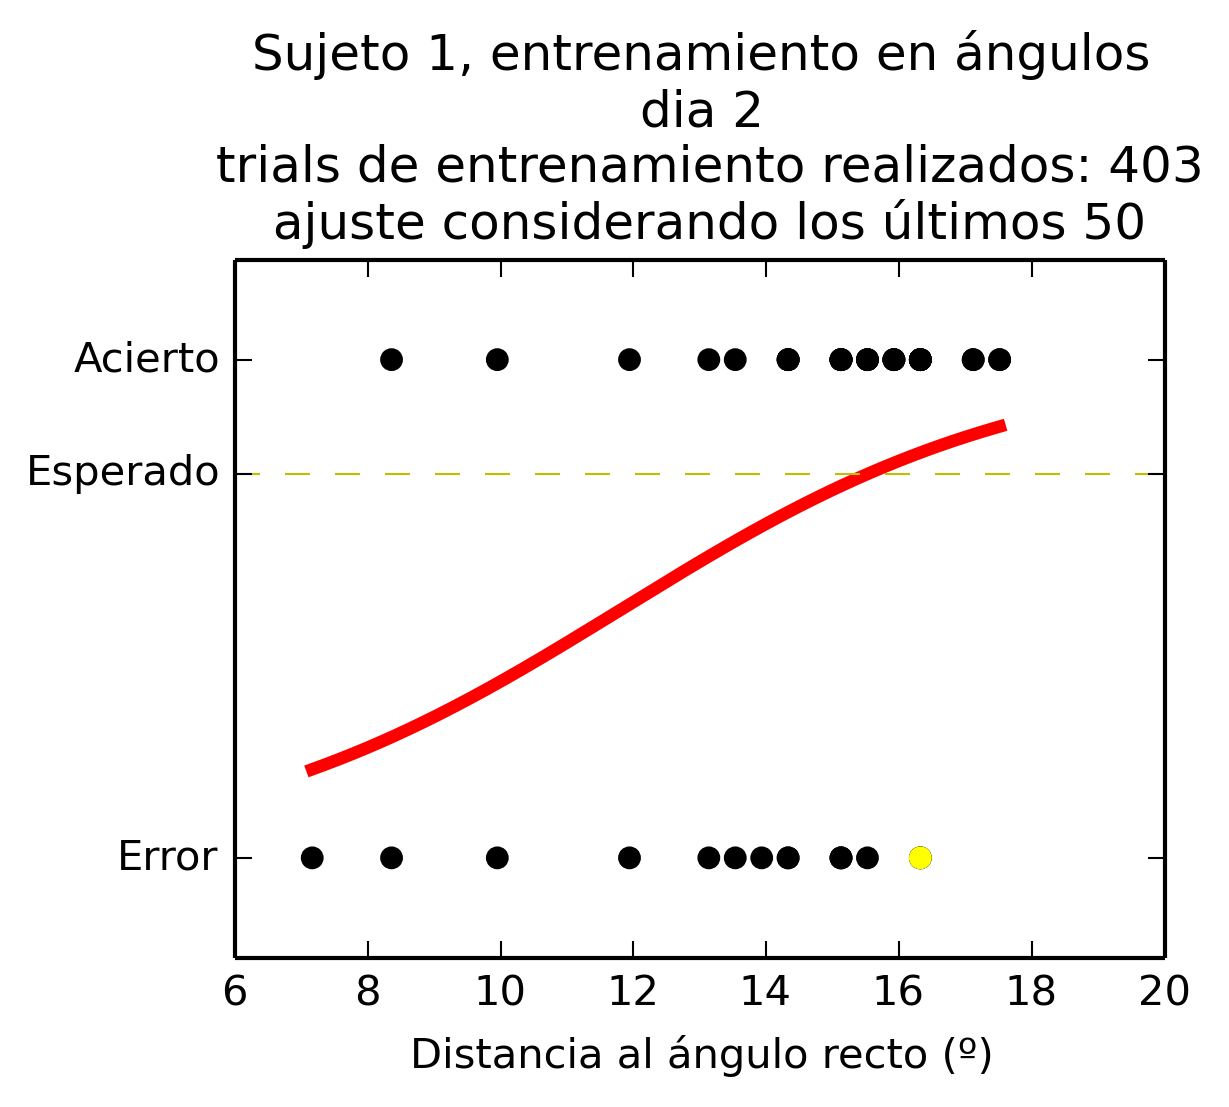 Sujeto 1, entrenamiento en ángulos
dia 2
trials de entrenamiento realizados: 403
ajuste considerando los últimos 50
Acierto
Esperado
Error
6 8 10 12 14 16 18 20
Distancia al ángulo recto (º)